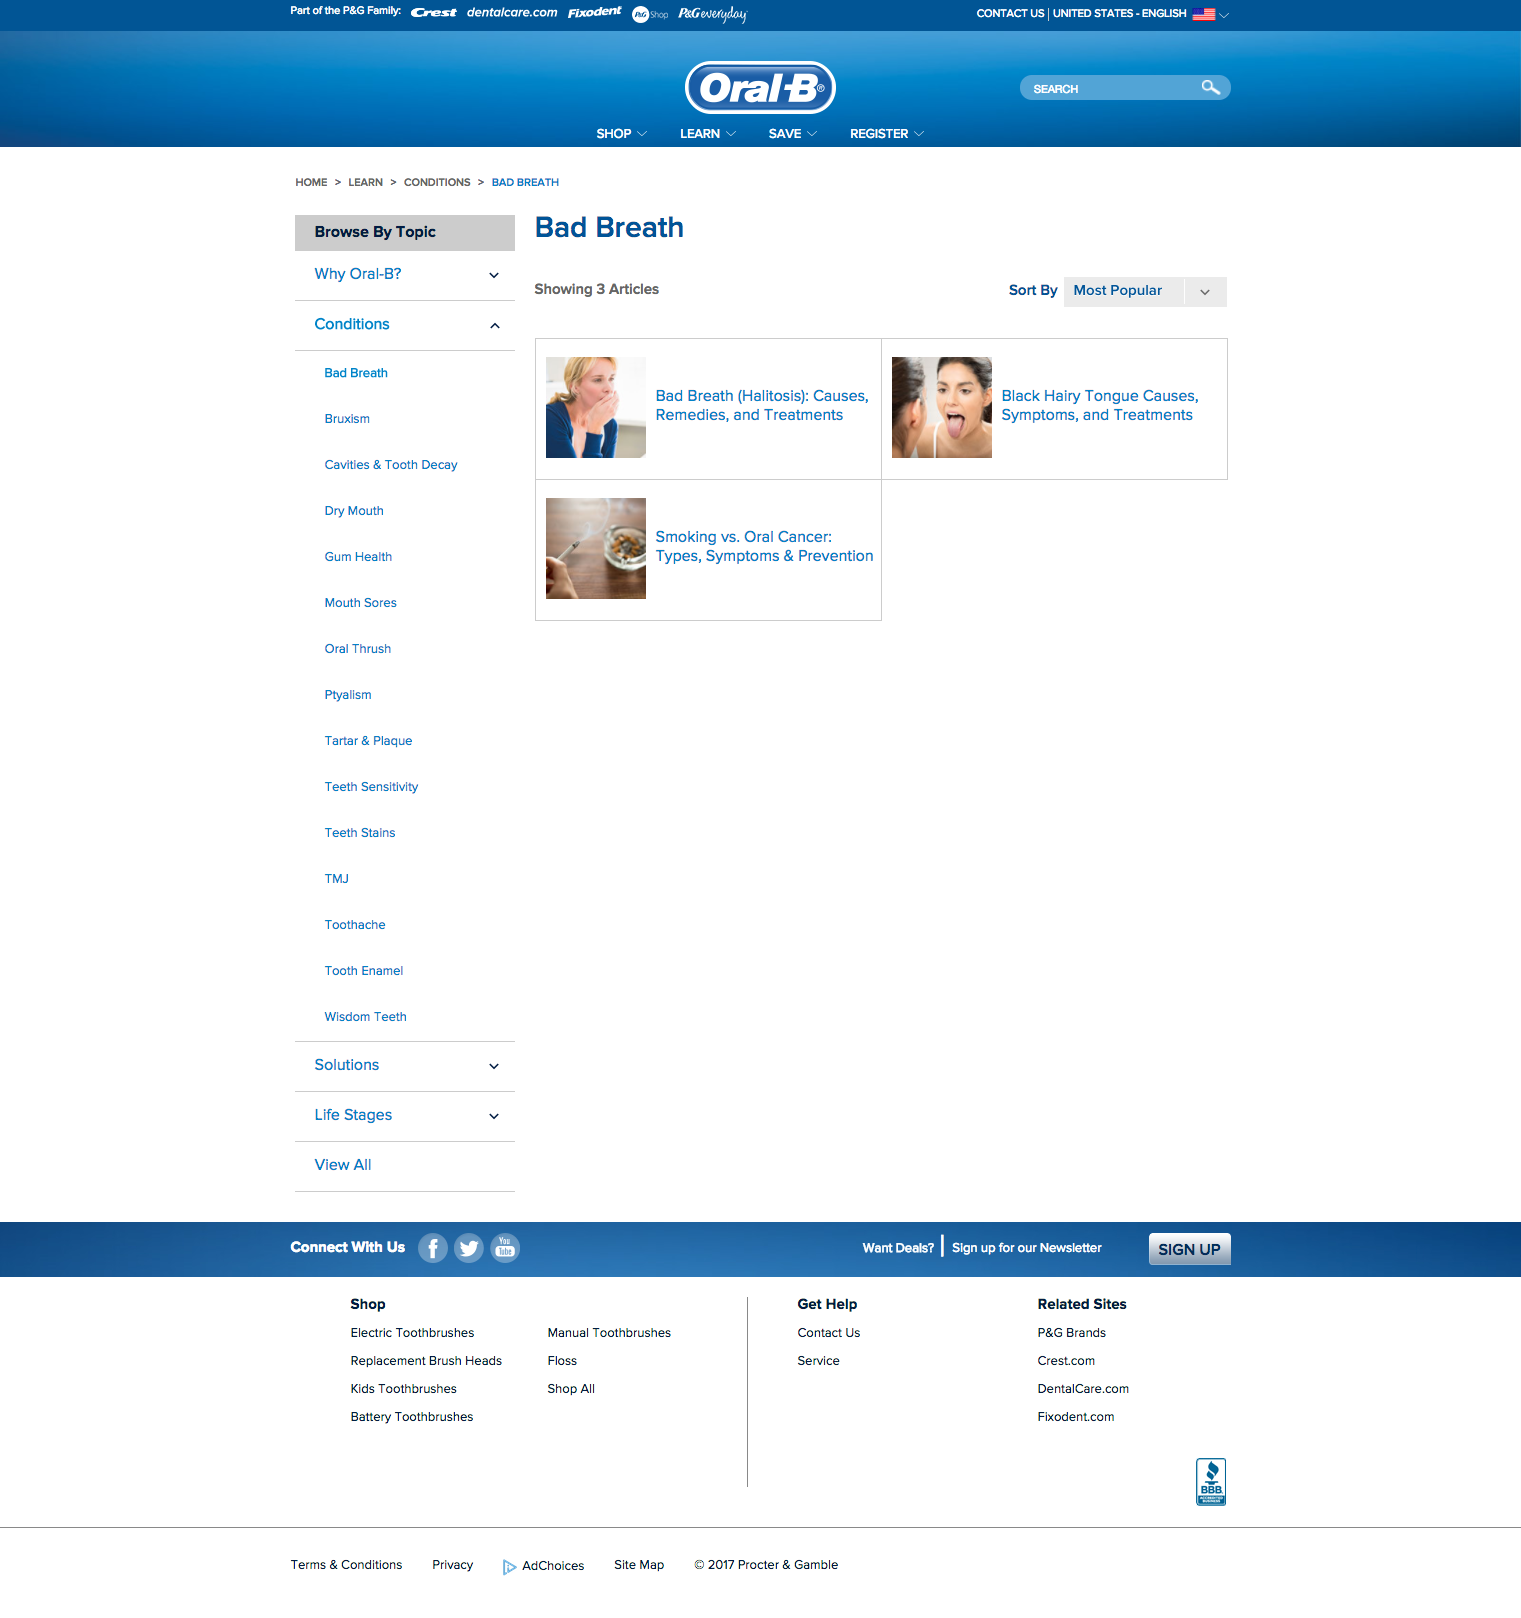 Part of the P&G Family: Crest dentalcare.com Fixodent P&G Shop P&G everyday
CONTACT US | UNITED STATES - ENGLISH
Oral-B®
SEARCH
SHOP LEARN SAVE REGISTER
HOME > LEARN > CONDITIONS > BAD BREATH
Browse By Topic
Why Oral-B?
Conditions
Bad Breath
Bruxism
Cavities & Tooth Decay
Dry Mouth
Gum Health
Mouth Sores
Oral Thrush
Ptyalism
Tartar & Plaque
Teeth Sensitivity
Teeth Stains
TMJ
Toothache
Tooth Enamel
Wisdom Teeth
Solutions
Life Stages
View All
Bad Breath
Showing 3 Articles
Sort By Most Popular
Bad Breath (Halitosis): Causes,
Remedies, and Treatments
Black Hairy Tongue Causes,
Symptoms, and Treatments
Smoking vs. Oral Cancer:
Types, Symptoms & Prevention
Connect With Us
You
Tube
Want Deals? | Sign up for our Newsletter
SIGN UP
Shop
Electric Toothbrushes
Replacement Brush Heads
Kids Toothbrushes
Battery Toothbrushes
Manual Toothbrushes
Floss
Shop All
Get Help
Contact Us
Service
Related Sites
P&G Brands
Crest.com
DentalCare.com
Fixodent.com
BBB.
ACCREDITED
BUSINESS
Terms & Conditions Privacy AdChoices Site Map © 2017 Procter & Gamble